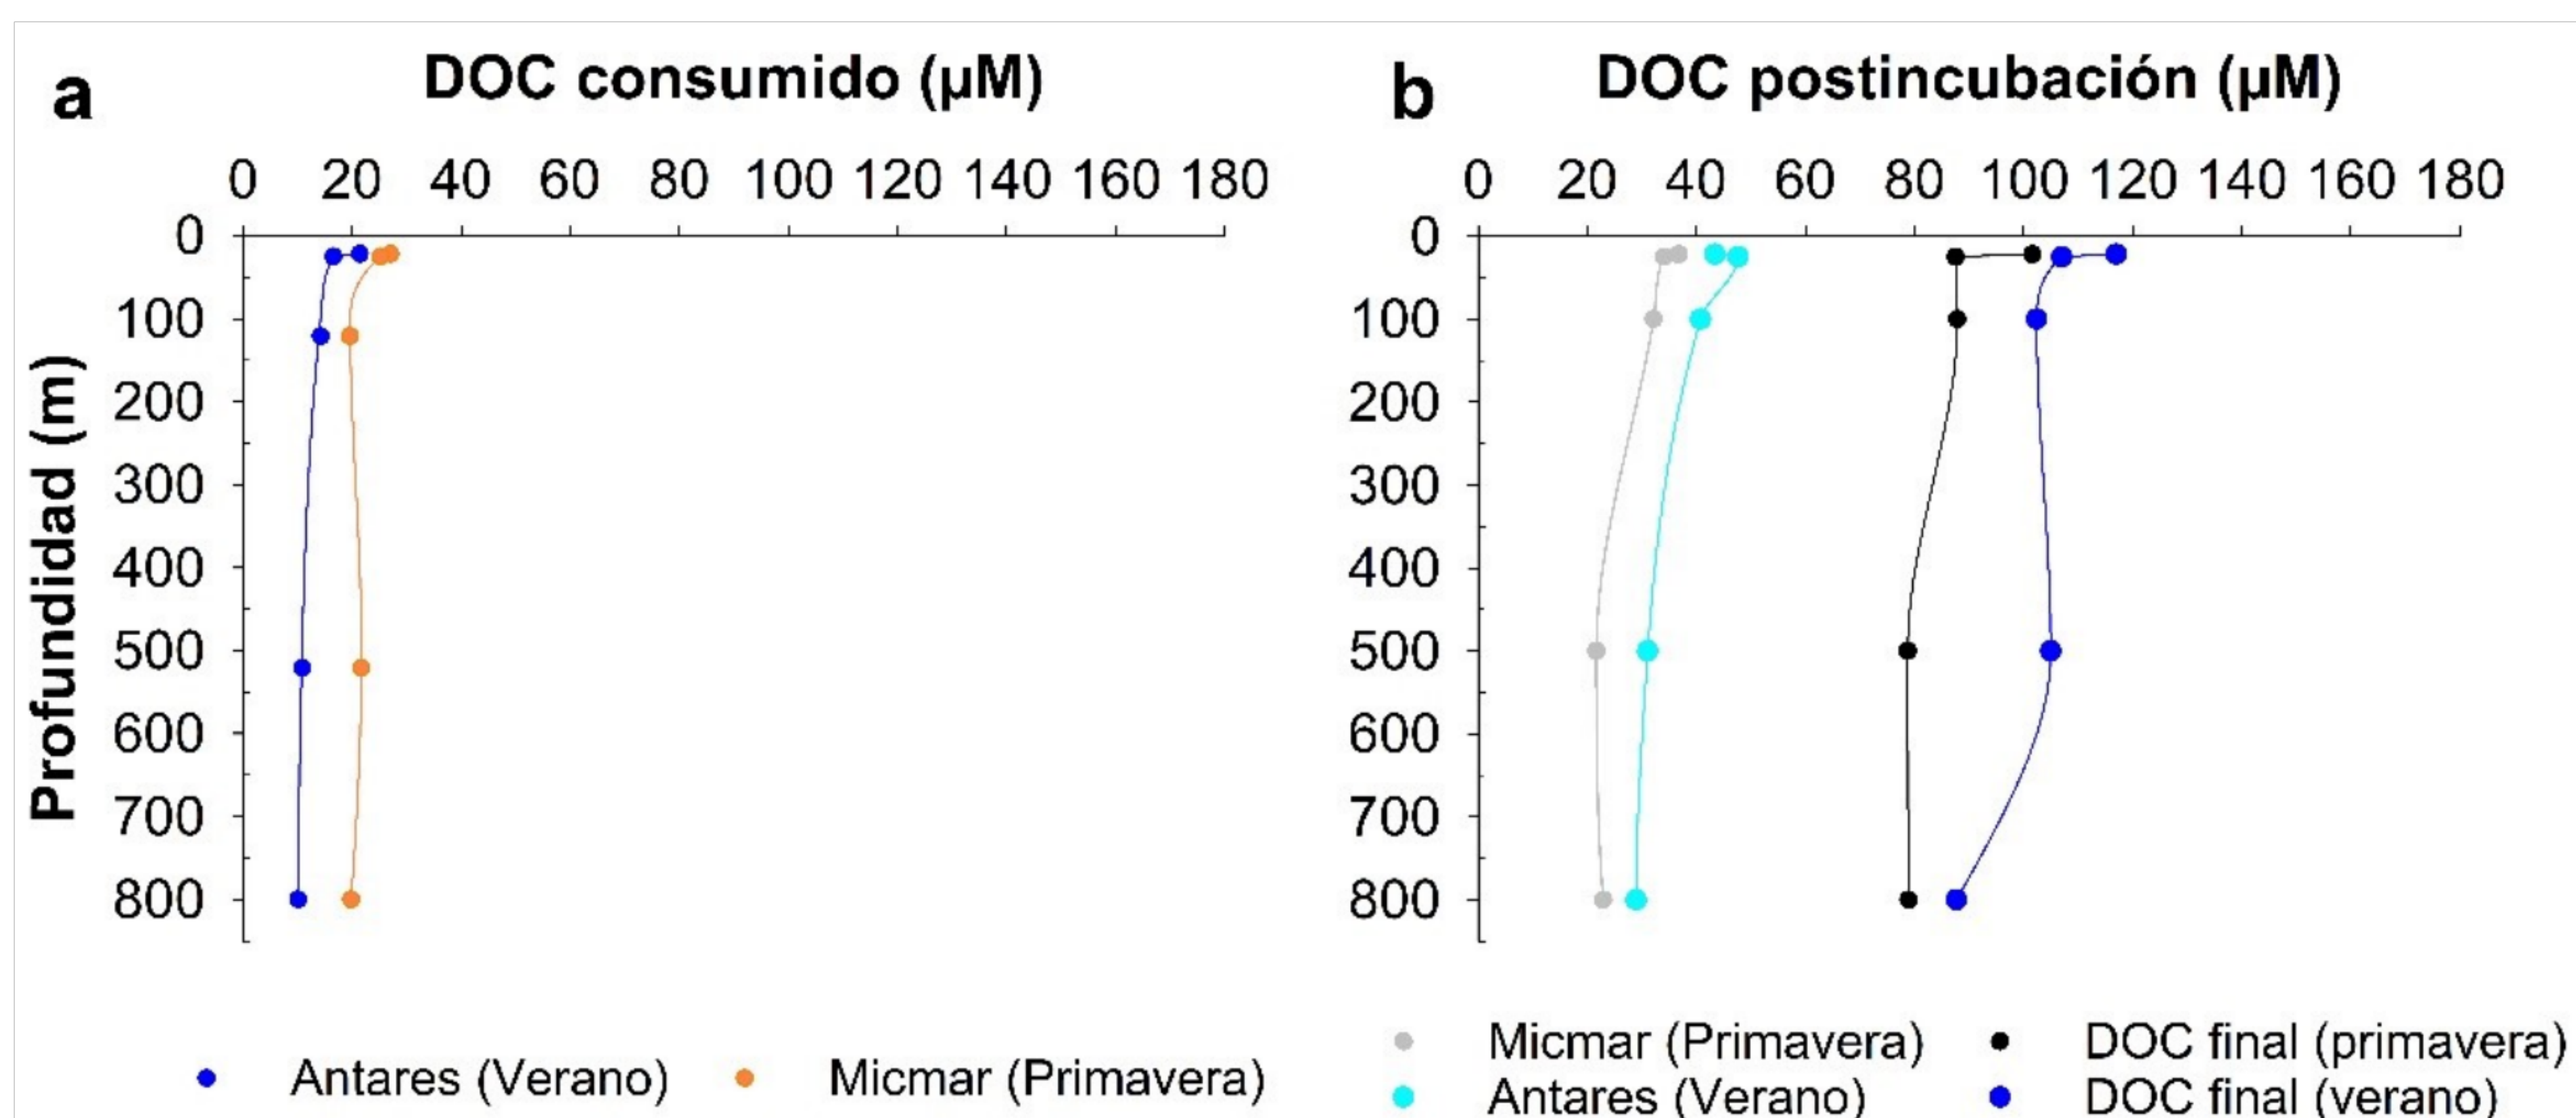 a
DOC consumido (µM)
0 20 40 60 80 100 120 140 160 180
0
100
200
300
400
500
600
700
800
Profundidad (m)
Antares (Verano) Micmar (Primavera)
b
DOC postincubación (µM)
0 20 40 60 80 100 120 140 160 180
0
100
200
300
400
500
600
700
800
Micmar (Primavera) DOC final (primavera)
Antares (Verano) DOC final (verano)